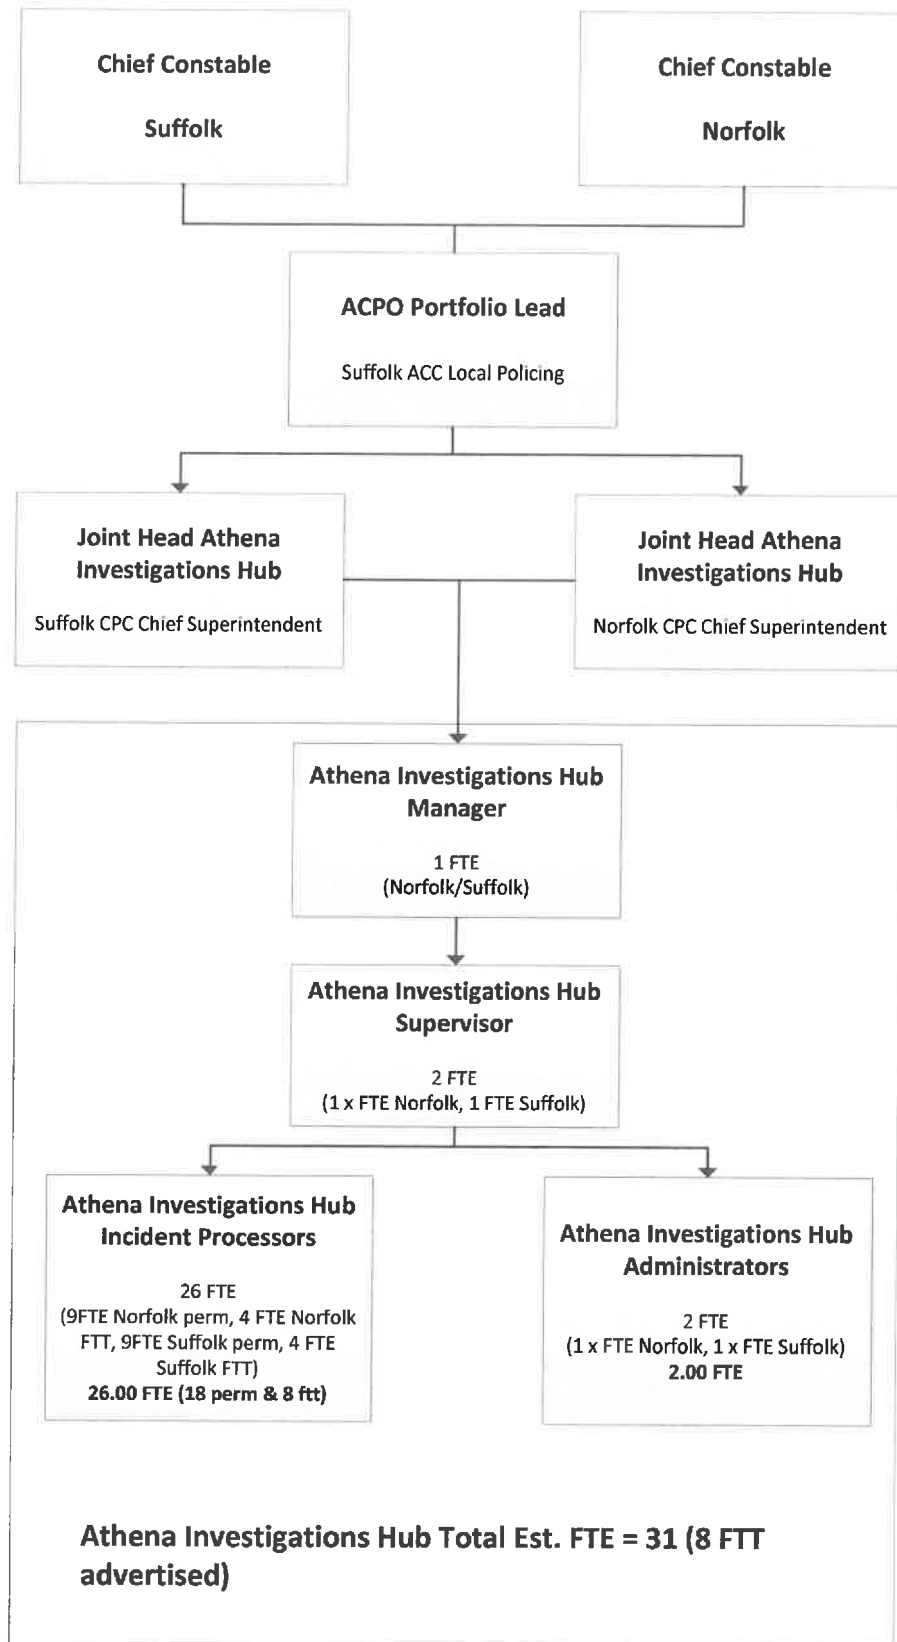 Chief Constable
Suffolk
Chief Constable
Norfolk
ACPO Portfolio Lead
Suffolk ACC Local Policing
Joint Head Athena
Investigations Hub
Suffolk CPC Chief Superintendent
Joint Head Athena
Investigations Hub
Norfolk CPC Chief Superintendent
Athena Investigations Hub
Manager
1 FTE
(Norfolk/Suffolk)
Athena Investigations Hub
Supervisor
2 FTE
(1 x FTE Norfolk, 1 FTE Suffolk)
Athena Investigations Hub
Incident Processors
26 FTE
(9FTE Norfolk perm, 4 FTE Norfolk
FTT, 9FTE Suffolk perm, 4 FTE
Suffolk FTT)
26.00 FTE (18 perm & 8 ftt)
Athena Investigations Hub
Administrators
2 FTE
(1 x FTE Norfolk, 1 x FTE Suffolk)
2.00 FTE
Athena Investigations Hub Total Est. FTE = 31 (8 FTT
advertised)